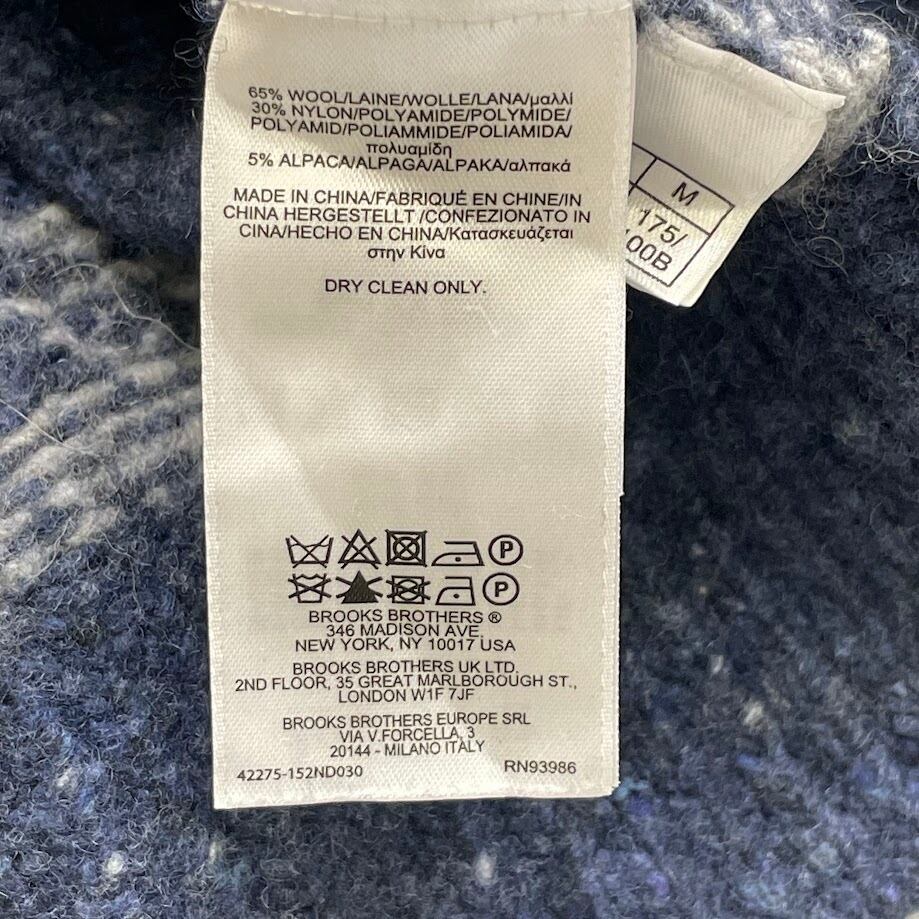 65% WOOL/LAINE/WOLLE/LANA/μαλλί
30% NYLON/POLYAMIDE/POLYMIDE/
POLYAMID/POLIAMMIDE/POLIAMIDA/
πολυαμίδη
5% ALPACA/ALPAGA/ALPAKA/αλπακά
MADE IN CHINA/FABRIQUÉ EN CHINE/IN
CHINA HERGESTELLT /CONFEZIONATO IN
CINA/HECHO EN CHINA/Κατασκευάζεται
στην Κίνα
DRY CLEAN ONLY.
P
P
BROOKS BROTHERS ®
346 MADISON AVE.
NEW YORK, NY 10017 USA
BROOKS BROTHERS UK LTD.
2ND FLOOR, 35 GREAT MARLBOROUGH ST.,
LONDON W1F 7JF
BROOKS BROTHERS EUROPE SRL
VIA V.FORCELLA, 3
20144 - MILANO ITALY
42275-152ND030 RN93986
M
175/
00B